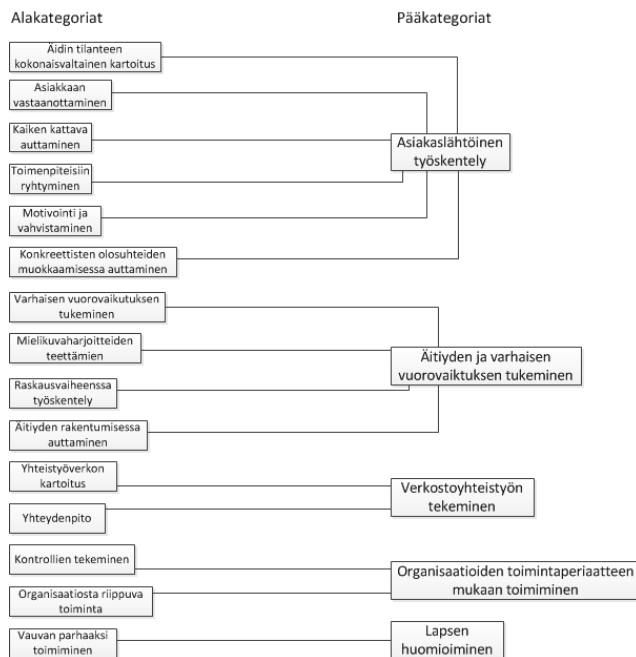 Alakategoriat
Pääkategoriat
Äidin tilanteen
kokonaisvaltainen kartoitus
Asiakkaan
vastaanottaminen
Kaiken kattava
auttaminen
Toimenpiteisiin
ryhtyminen
Motivointi ja
vahvistaminen
Konkreettisten olosuhteiden
muokkaamisessa auttaminen
Asiakaslähtöinen
työskentely
Varhaisen vuorovaikutuksen
tukeminen
Mielikuvaharjoitteiden
teettämien
Raskausvaiheenssa
työskentely
Äitiyden rakentumisessa
auttaminen
Äitiyden ja varhaisen
vuorovaiktuksen tukeminen
Yhteistyöverkon
kartoitus
Yhteydenpito
Verkostoyhteistyön
tekeminen
Kontrollien tekeminen
Organisaatiosta riippuva
toiminta
Organisaatioiden toimintaperiaatteen
mukaan toimiminen
Vauvan parhaaksi
toimiminen
Lapsen
huomioiminen